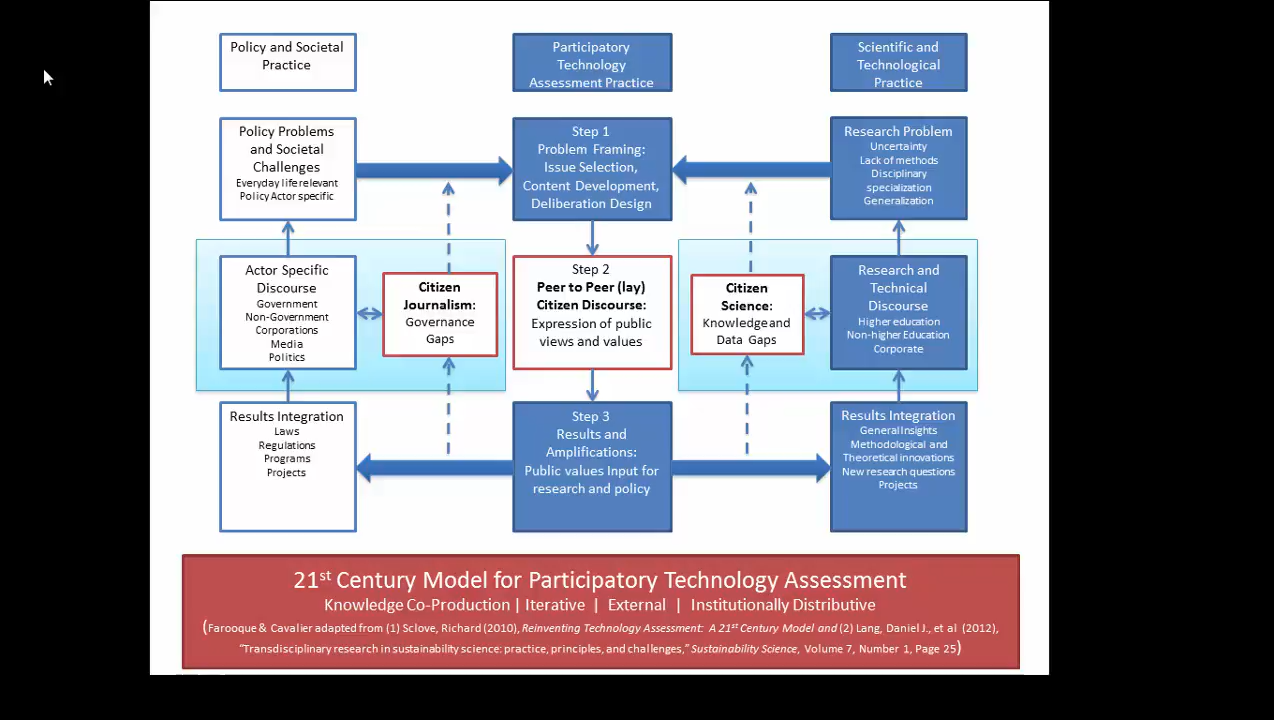 Policy and Societal
Practice
Participatory
Technology
Assessment Practice
Scientific and
Technological
Practice
Policy Problems
and Societal
Challenges
Everyday life relevant
Policy Actor specific
Step 1
Problem Framing:
Issue Selection,
Content Development,
Deliberation Design
Research Problem
Uncertainty
Lack of methods
Disciplinary
specialization
Generalization
Actor Specific
Discourse
Government
Non-Government
Corporations
Media
Politics
Citizen
Journalism:
Governance
Gaps
Step 2
Peer to Peer (lay)
Citizen Discourse:
Expression of public
views and values
Citizen
Science:
Knowledge and
Data Gaps
Research and
Technical
Discourse
Higher education
Non-higher Education
Corporate
Results Integration
Laws
Regulations
Programs
Projects
Step 3
Results and
Amplifications:
Public values Input for
research and policy
Results Integration
General Insights
Methodological and
Theoretical innovations
New research questions
Projects
21st Century Model for Participatory Technology Assessment
Knowledge Co-Production | Iterative | External | Institutionally Distributive
(Farooque & Cavalier adapted from (1) Sclove, Richard (2010), Reinventing Technology Assessment: A 21st Century Model and (2) Lang, Daniel J., et al (2012),
“Transdisciplinary research in sustainability science: practice, principles, and challenges,” Sustainability Science, Volume 7, Number 1, Page 25)